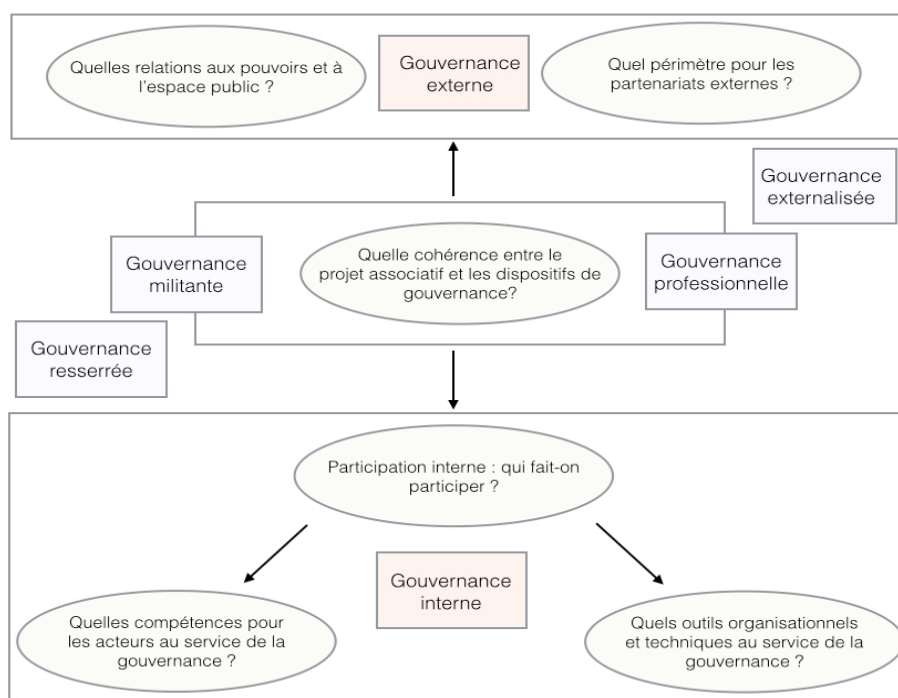 Quelles relations aux pouvoirs et à
l'espace public ?
Gouvernance
externe
Quel périmètre pour les
partenariats externes ?
Gouvernance
externalisée
Gouvernance
militante
Quelle cohérence entre le
projet associatif et les dispositifs de
gouvernance?
Gouvernance
professionnelle
Gouvernance
resserrée
Participation interne : qui fait-on
participer ?
Gouvernance
interne
Quelles compétences pour
les acteurs au service de la
gouvernance ?
Quels outils organisationnels
et techniques au service de la
gouvernance ?